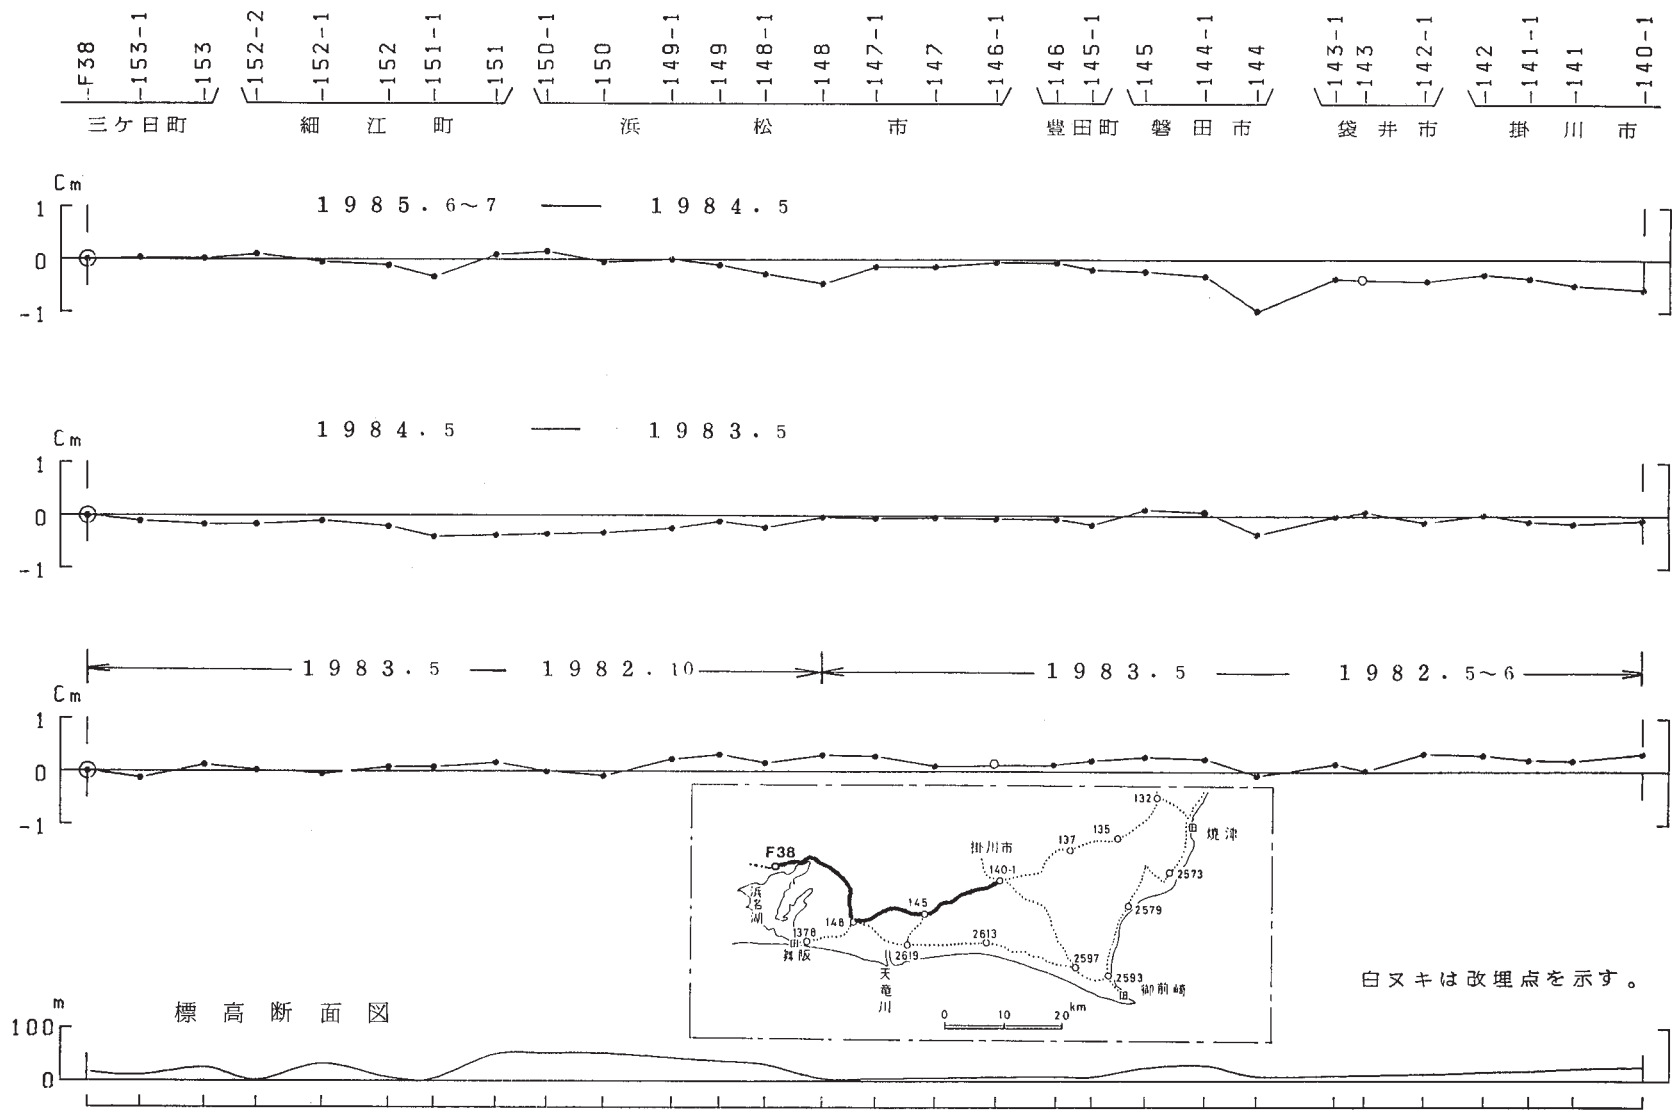 F38 153-1 153 152-2 152-1 152 151-1 151 150-1 150 149-1 149 148-1 148 147-1 147 146-1 146 145-1 145 144-1 144 143-1 143 142-1 142 141-1 141 140-1
三ケ日町 細江町 浜松市 豊田町 磐田市 袋井市 掛川市
Cm
1985.6~7 — 1984.5
1
0
-1
Cm
1984.5 — 1983.5
1
0
-1
1983.5 — 1982.10 1983.5 — 1982.5~6
Cm
1
0
-1
132
焼津
137
135
掛川市
F38
140-1
2573
浜名湖
145
2579
148
1378
舞阪
2613
2619
2597
天竜川
2593
御前崎
0 10 20 km
白ヌキは改埋点を示す。
標高断面図
m
100
0